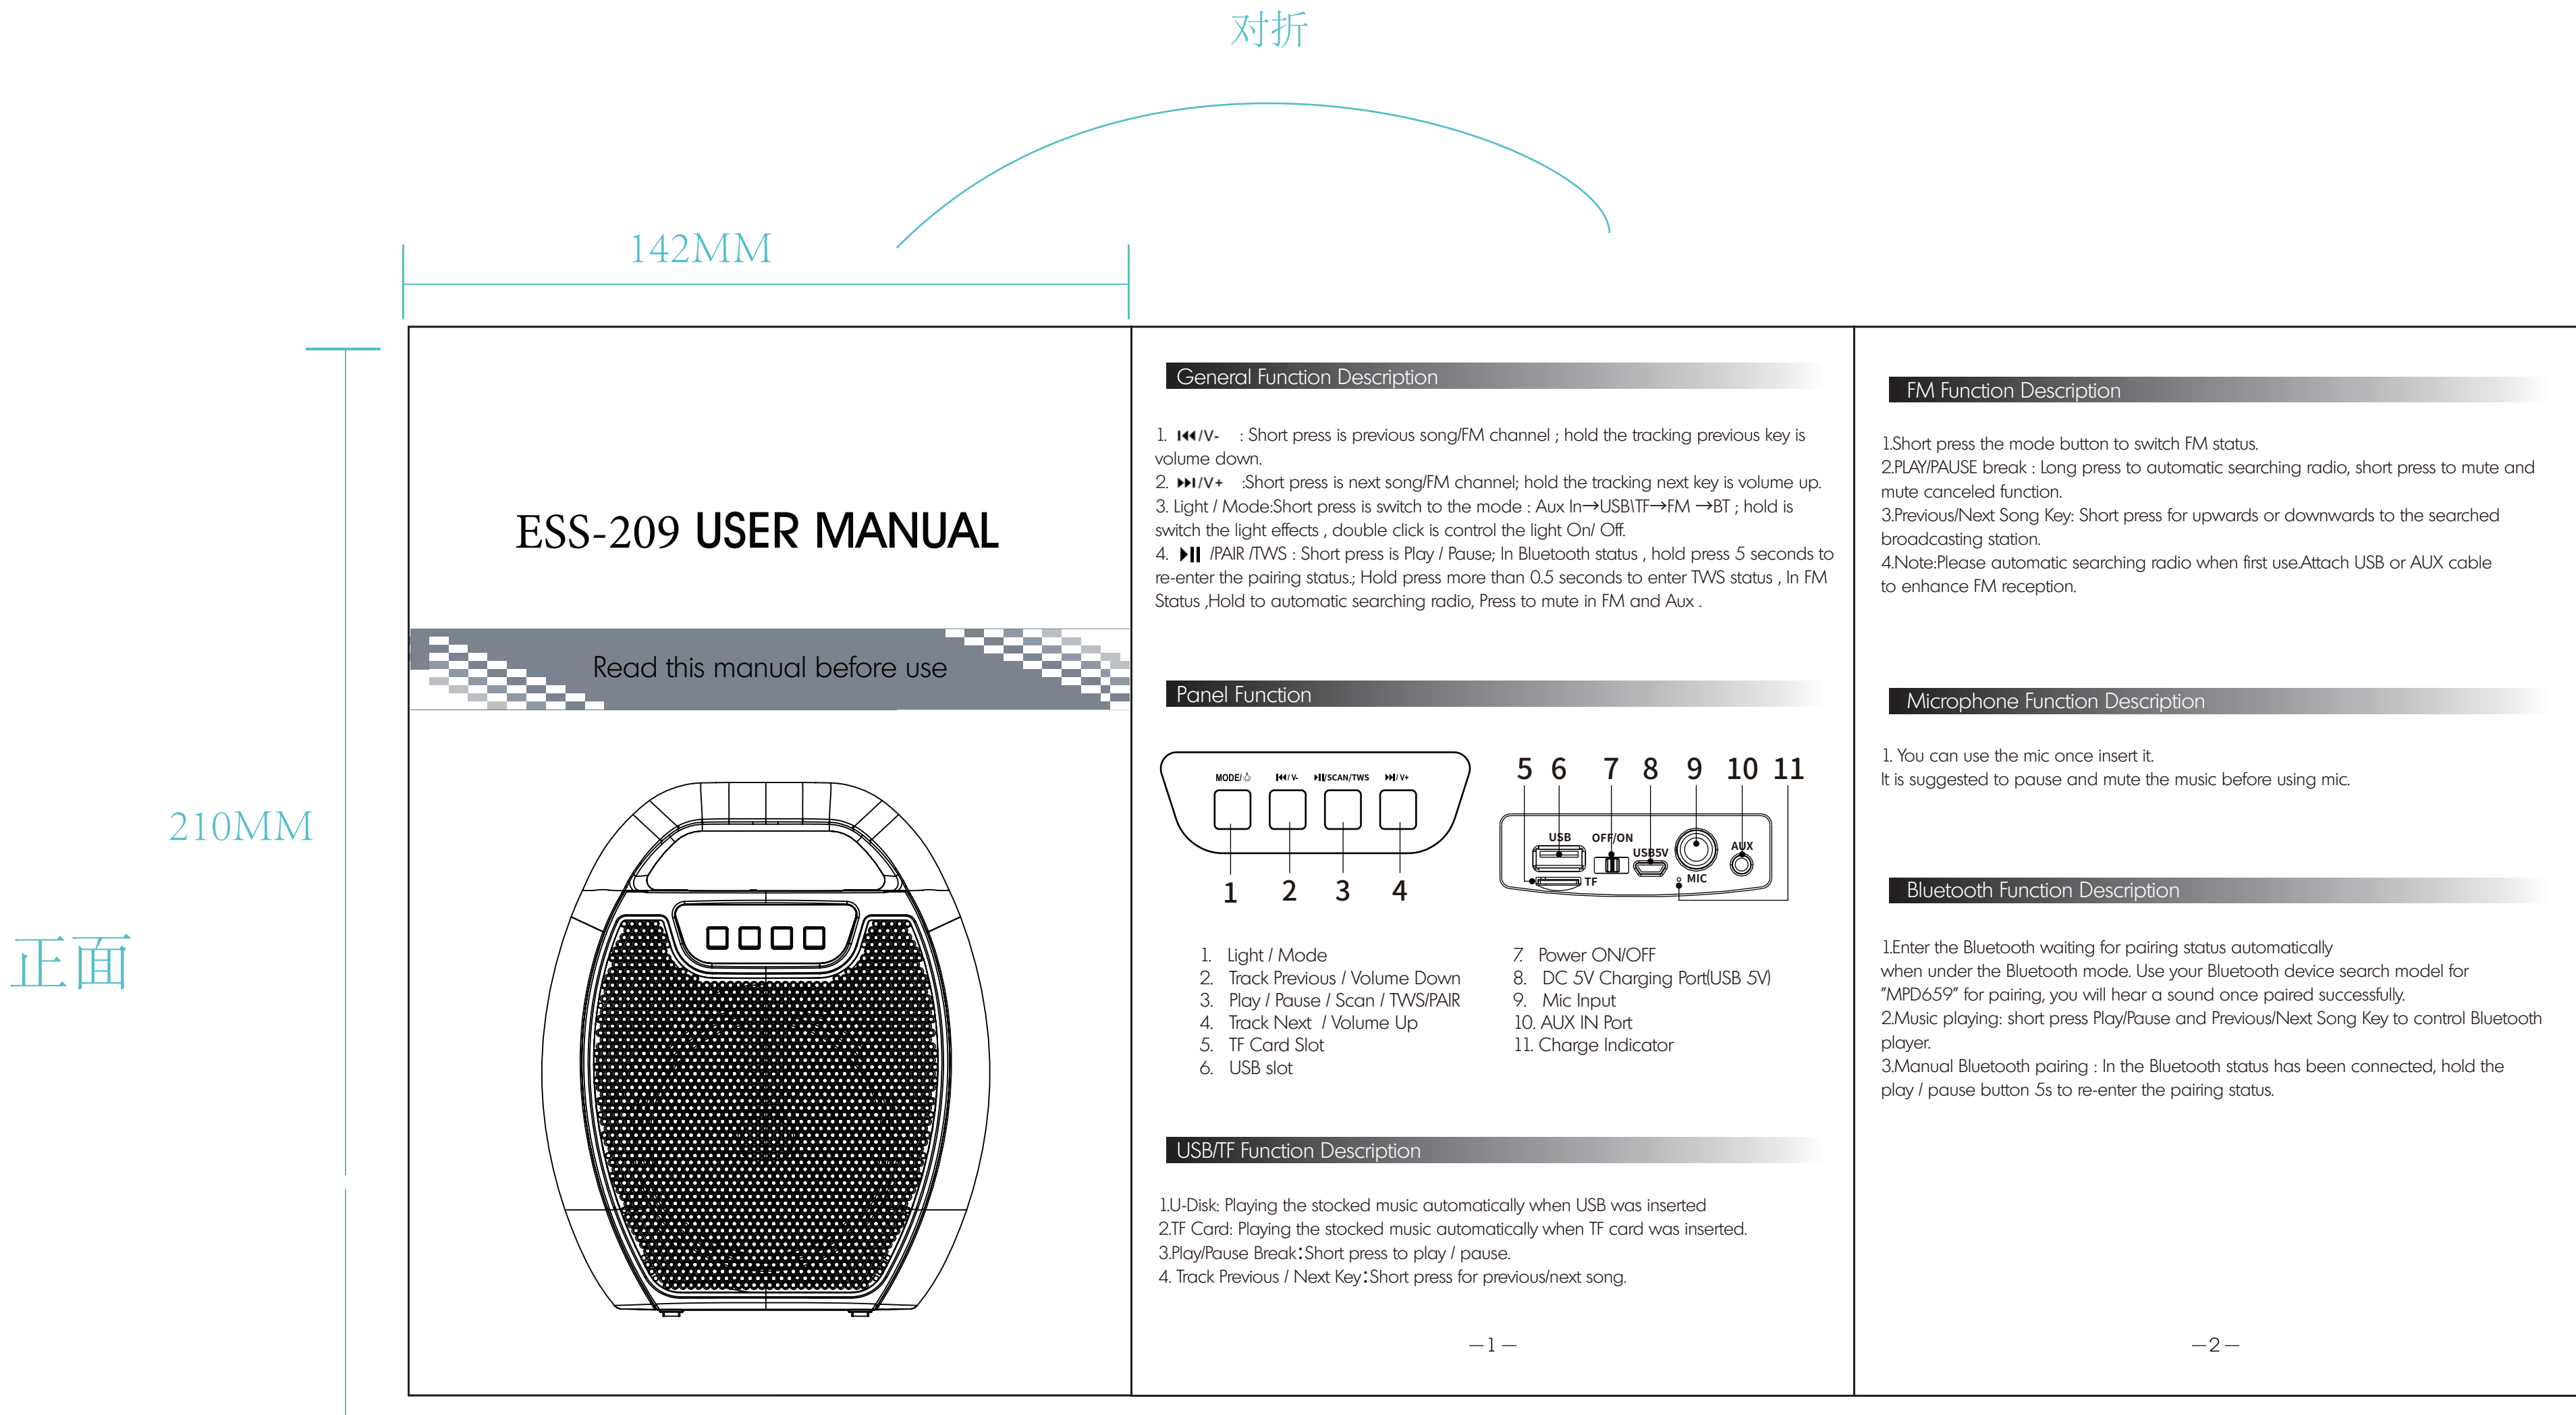 对折
142MM
210MM
正面
ESS-209 USER MANUAL
Read this manual before use
General Function Description
1. I◀◀/V- : Short press is previous song/FM channel ; hold the tracking previous key is
volume down.
2. ▶▶I/V+ :Short press is next song/FM channel; hold the tracking next key is volume up.
3. Light / Mode:Short press is switch to the mode : Aux In→USB\TF→FM →BT ; hold is
switch the light effects , double click is control the light On/ Off.
4. ▶II /PAIR /TWS : Short press is Play / Pause; In Bluetooth status , hold press 5 seconds to
re-enter the pairing status.; Hold press more than 0.5 seconds to enter TWS status , In FM
Status ,Hold to automatic searching radio, Press to mute in FM and Aux .
Panel Function
MODE/ I◀◀/ V- ▶II/SCAN/TWS ▶▶I/ V+
1 2 3 4
5 6 7 8 9 10 11
USB OFF/ON USB5V AUX
TF MIC
1. Light / Mode
2. Track Previous / Volume Down
3. Play / Pause / Scan / TWS/PAIR
4. Track Next / Volume Up
5. TF Card Slot
6. USB slot
7. Power ON/OFF
8. DC 5V Charging Port(USB 5V)
9. Mic Input
10. AUX IN Port
11. Charge Indicator
USB/TF Function Description
1.U-Disk: Playing the stocked music automatically when USB was inserted
2.TF Card: Playing the stocked music automatically when TF card was inserted.
3.Play/Pause Break：Short press to play / pause.
4. Track Previous / Next Key：Short press for previous/next song.
—1—
FM Function Description
1.Short press the mode button to switch FM status.
2.PLAY/PAUSE break : Long press to automatic searching radio, short press to mute and
mute canceled function.
3.Previous/Next Song Key: Short press for upwards or downwards to the searched
broadcasting station.
4.Note:Please automatic searching radio when first use.Attach USB or AUX cable
to enhance FM reception.
Microphone Function Description
1. You can use the mic once insert it.
It is suggested to pause and mute the music before using mic.
Bluetooth Function Description
1.Enter the Bluetooth waiting for pairing status automatically
when under the Bluetooth mode. Use your Bluetooth device search model for
"MPD659" for pairing, you will hear a sound once paired successfully.
2.Music playing: short press Play/Pause and Previous/Next Song Key to control Bluetooth
player.
3.Manual Bluetooth pairing : In the Bluetooth status has been connected, hold the
play / pause button 5s to re-enter the pairing status.
—2—